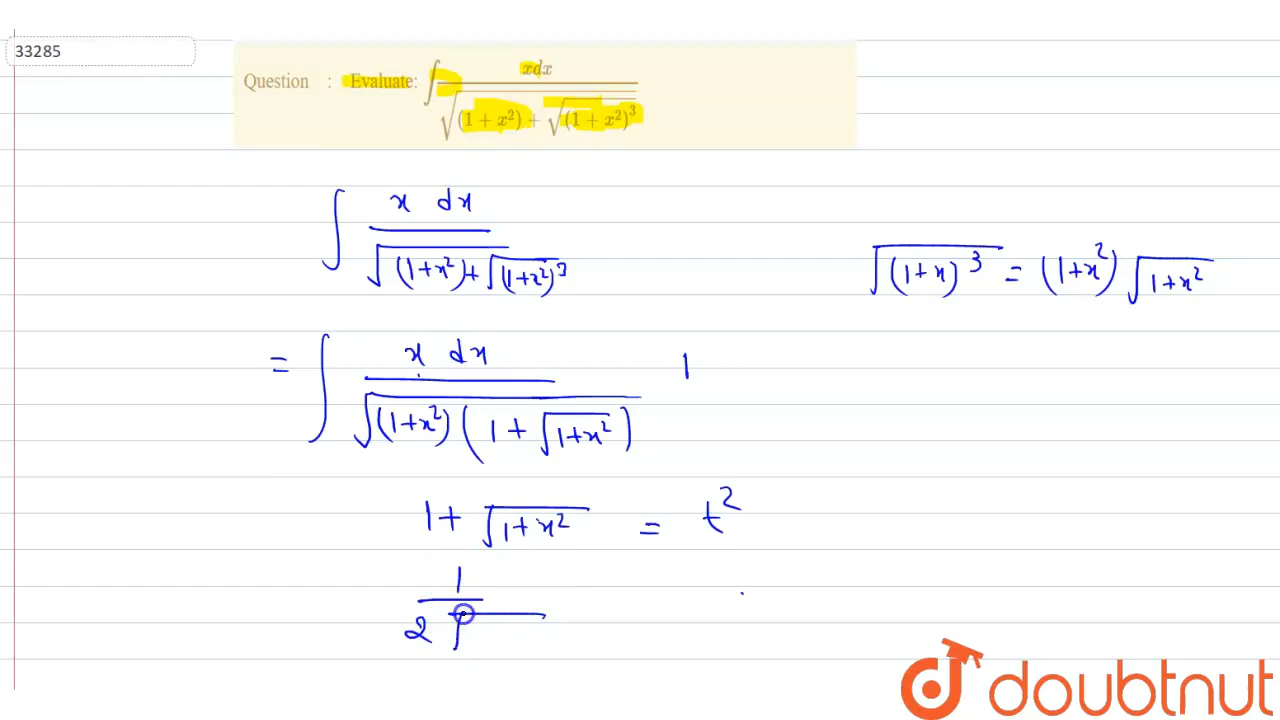 33285
Question : Evaluate: ∫ xdx / √((1 + x²) + √((1 + x²)³))
∫ x dx / √((1+x²)+√(1+x²)³)
√((1+x)³) = (1+x²) √(1+x²)
= ∫ x dx / √((1+x²)(1+√(1+x²))) 1
1+ √(1+x²) = t²
1 / 2√
doubtnut